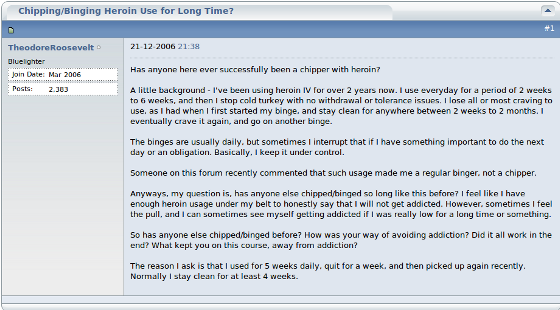 Chipping/Binging Heroin Use for Long Time?
#1
TheodoreRoosevelt
Bluelighter
Join Date: Mar 2006
Posts: 2,383
21-12-2006 21:38
Has anyone here ever successfully been a chipper with heroin?
A little background - I've been using heroin IV for over 2 years now. I use everyday for a period of 2 weeks
to 6 weeks, and then I stop cold turkey with no withdrawal or tolerance issues. I lose all or most craving to
use, as I had when I first started my binge, and stay clean for anywhere between 2 weeks to 2 months. I
eventually crave it again, and go on another binge.
The binges are usually daily, but sometimes I interrupt that if I have something important to do the next
day or an obligation. Basically, I keep it under control.
Someone on this forum recently commented that such usage made me a regular binger, not a chipper.
Anyways, my question is, has anyone else chipped/binged so long like this before? I feel like I have
enough heroin usage under my belt to honestly say that I will not get addicted. However, sometimes I feel
the pull, and I can sometimes see myself getting addicted if I was really low for a long time or something.
So has anyone else chipped/binged before? How was your way of avoiding addiction? Did it all work in the
end? What kept you on this course, away from addiction?
The reason I ask is that I used for 5 weeks daily, quit for a week, and then picked up again recently.
Normally I stay clean for at least 4 weeks.